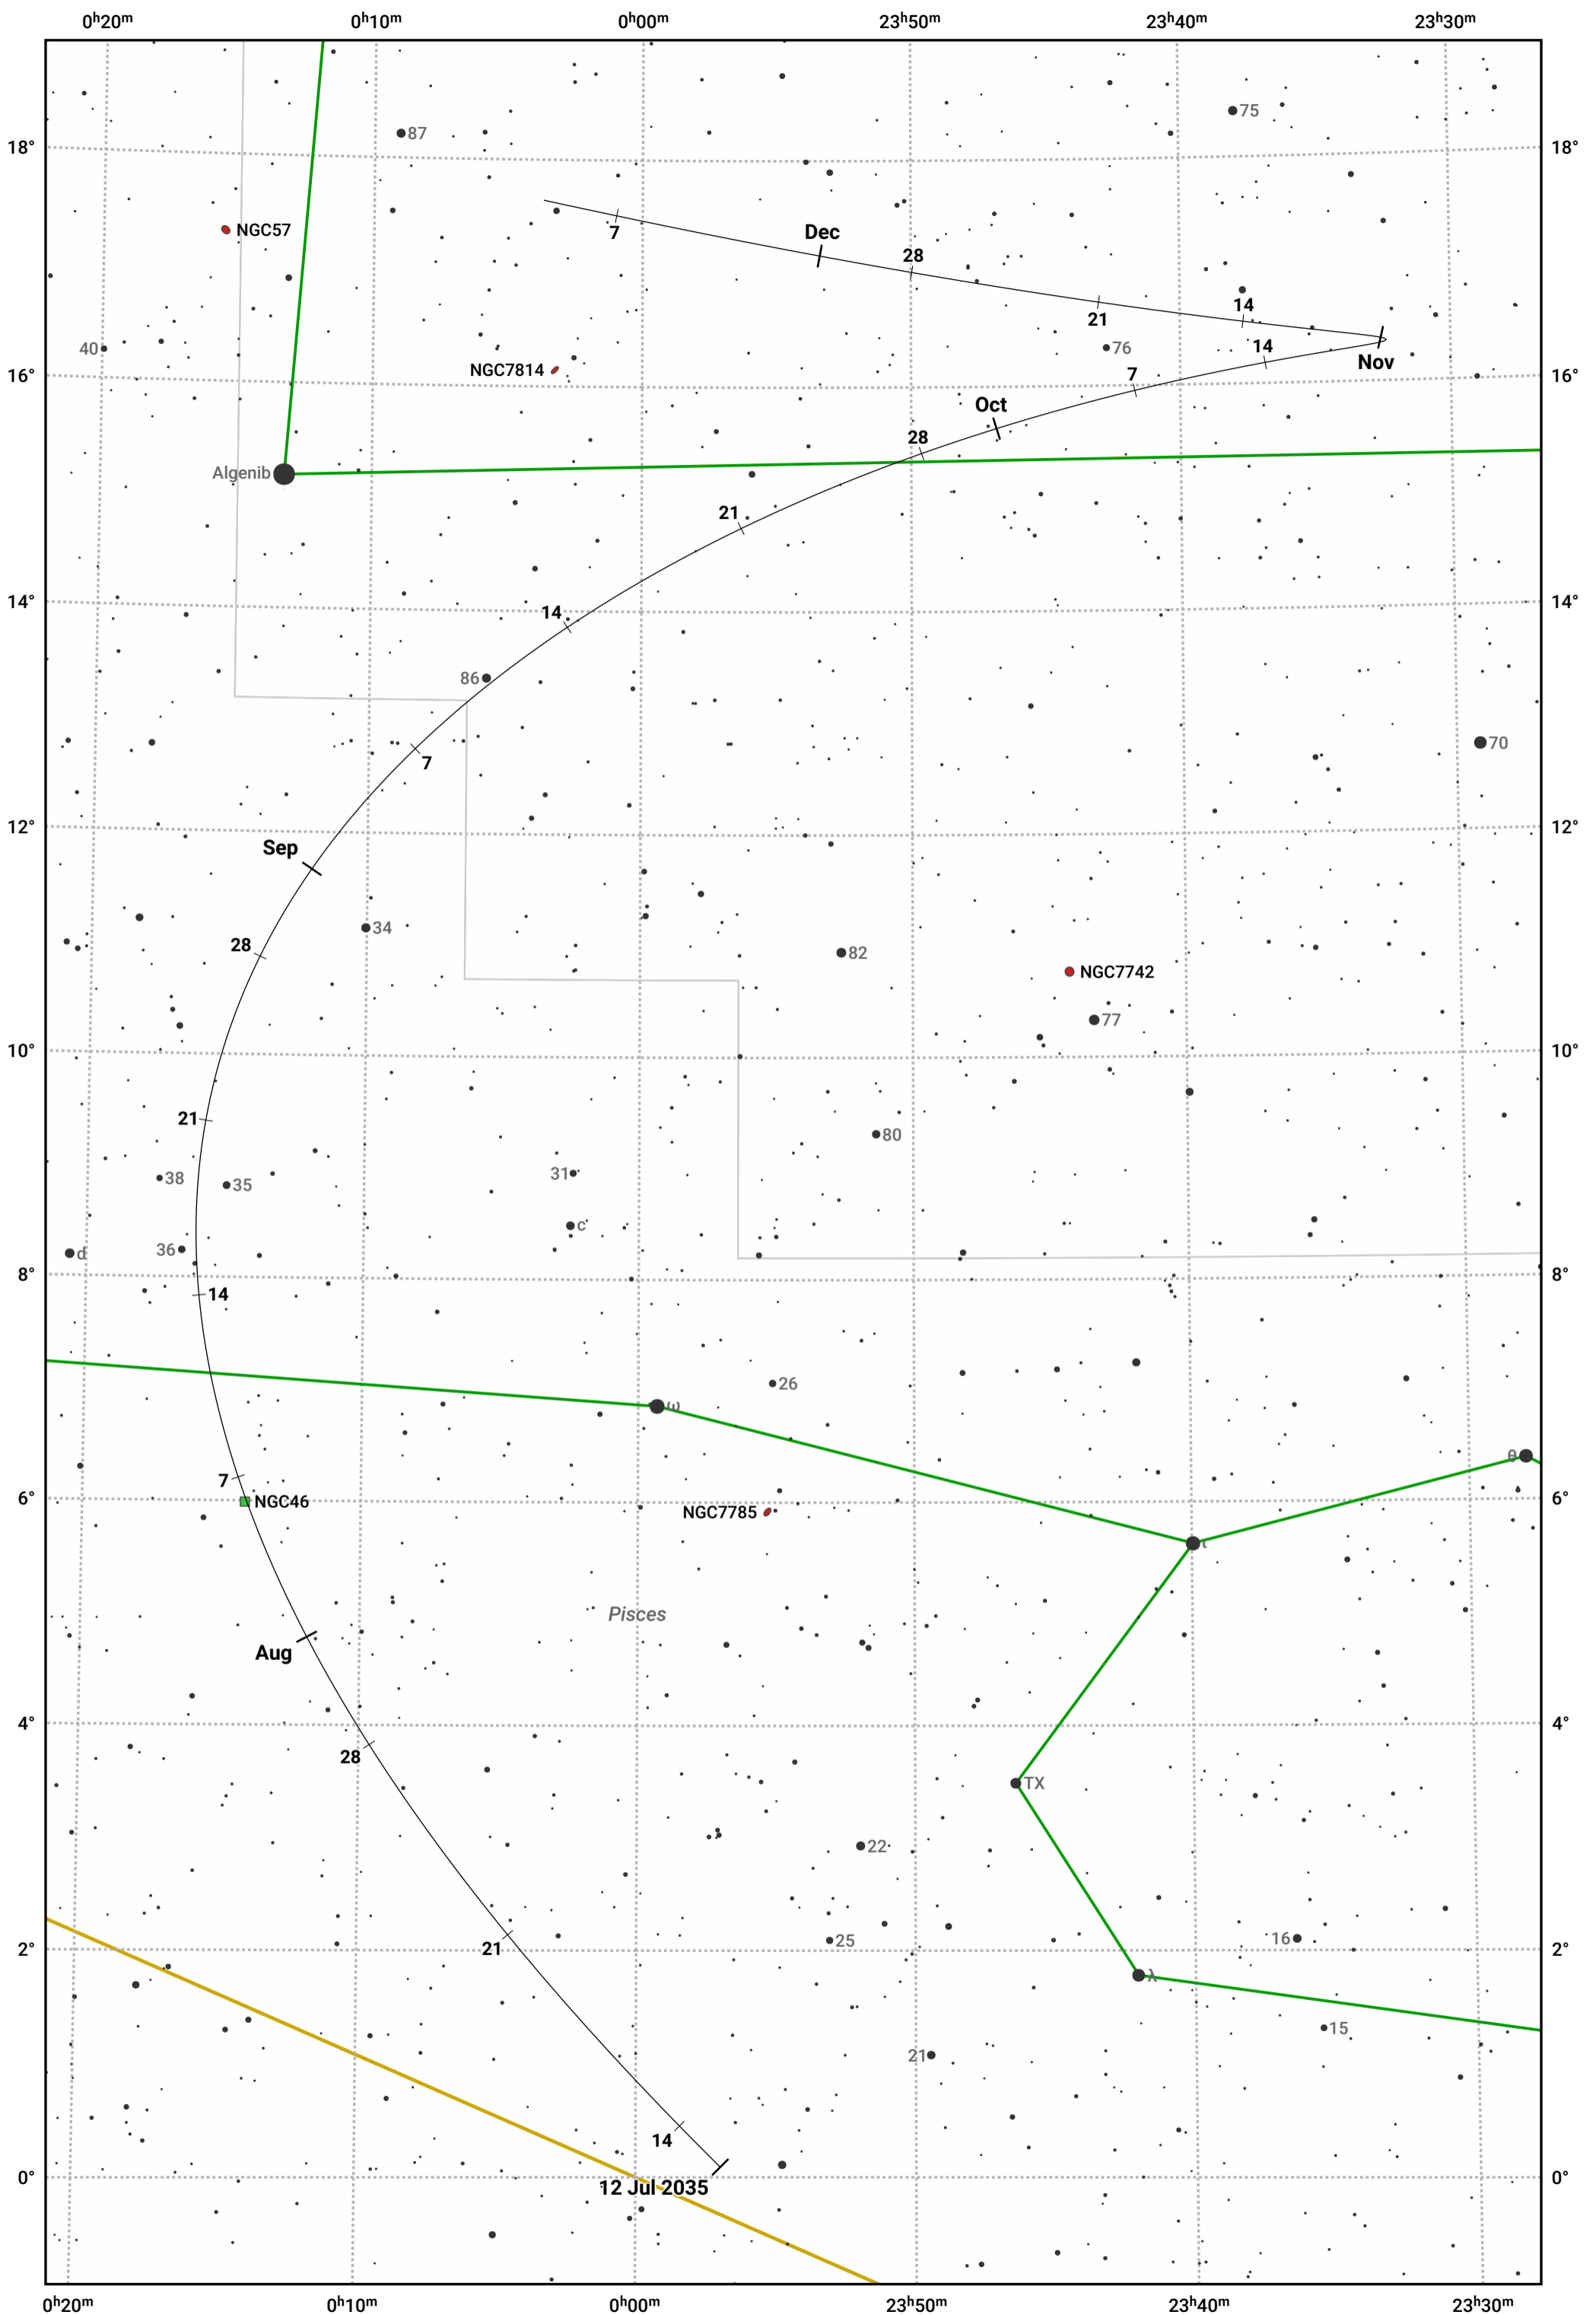 0ʰ20ᵐ 0ʰ10ᵐ 0ʰ00ᵐ 23ʰ50ᵐ 23ʰ40ᵐ 23ʰ30ᵐ
75
87
18° 18°
NGC57
Dec
7
28
14
21
40
76
14
NGC7814
Nov
16° 16°
7
Oct
28
Algenib
21
14° 14°
14
86
70
7
12° 12°
Sep
34
28
82
NGC7742
77
10° 10°
21
80
31
38
35
c
36
d
8° 8°
14
26
ω
θ
7
6° 6°
NGC46
NGC7785
ι
Pisces
Aug
4° 4°
28
TX
22
16
25
21
2° 2°
λ
15
21
14
0° 0°
12 Jul 2035
0ʰ20ᵐ 0ʰ10ᵐ 0ʰ00ᵐ 23ʰ50ᵐ 23ʰ40ᵐ 23ʰ30ᵐ